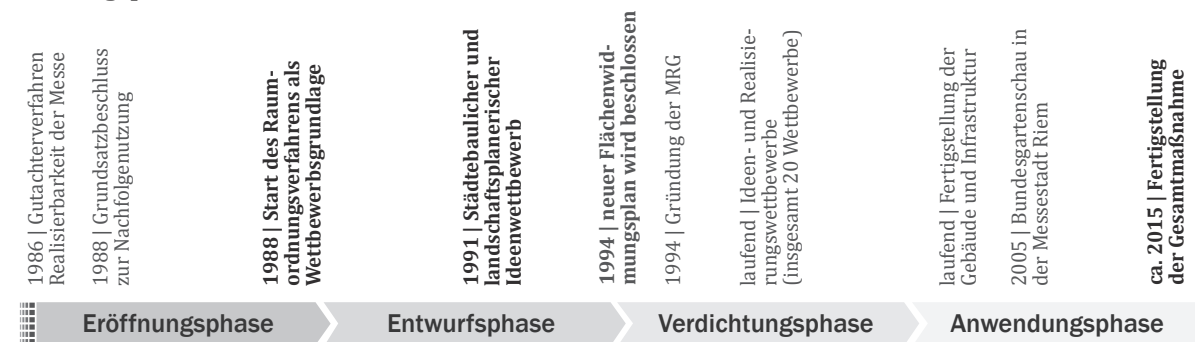 1986 | Gutachterverfahren
Realisierbarkeit der Messe
1988 | Grundsatzbeschluss
zur Nachfolgenutzung
1988 | Start des Raum-
ordnungsverfahrens als
Wettbewerbsgrundlage
1991 | Städtebaulicher und
landschaftsplanerischer
Ideenwettbewerb
1994 | neuer Flächenwid-
mungsplan wird beschlossen
1994 | Gründung der MRG
laufend | Ideen- und Realisie-
rungswettbewerbe
(insgesamt 20 Wettbewerbe)
laufend | Fertigstellung der
Gebäude und Infrastruktur
2005 | Bundesgartenschau in
der Messestadt Riem
ca. 2015 | Fertigstellung
der Gesamtmaßnahme
Eröffnungsphase
Entwurfsphase
Verdichtungsphase
Anwendungsphase